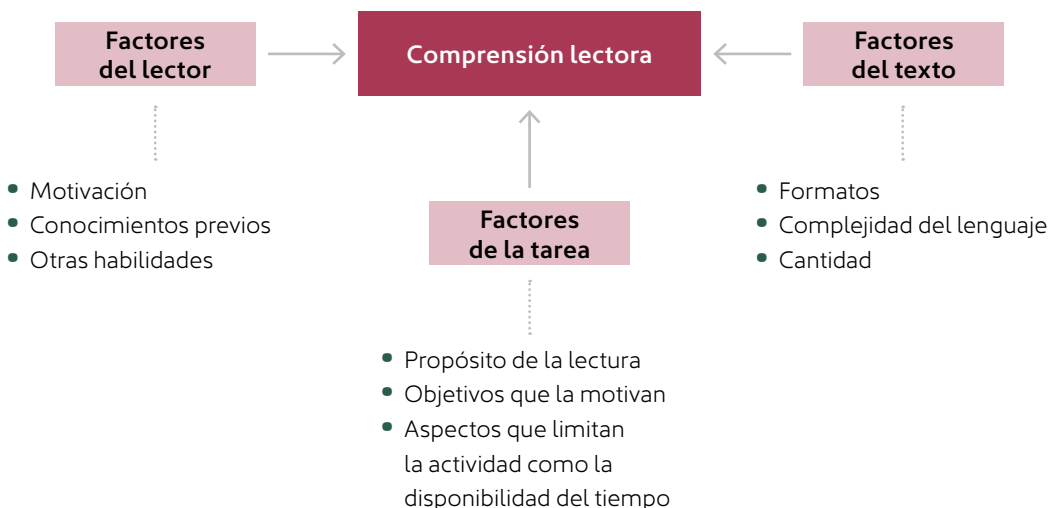 Factores
del lector
Comprensión lectora
Factores
del texto
• Motivación
• Conocimientos previos
• Otras habilidades
Factores
de la tarea
• Formatos
• Complejidad del lenguaje
• Cantidad
• Propósito de la lectura
• Objetivos que la motivan
• Aspectos que limitan
la actividad como la
disponibilidad del tiempo